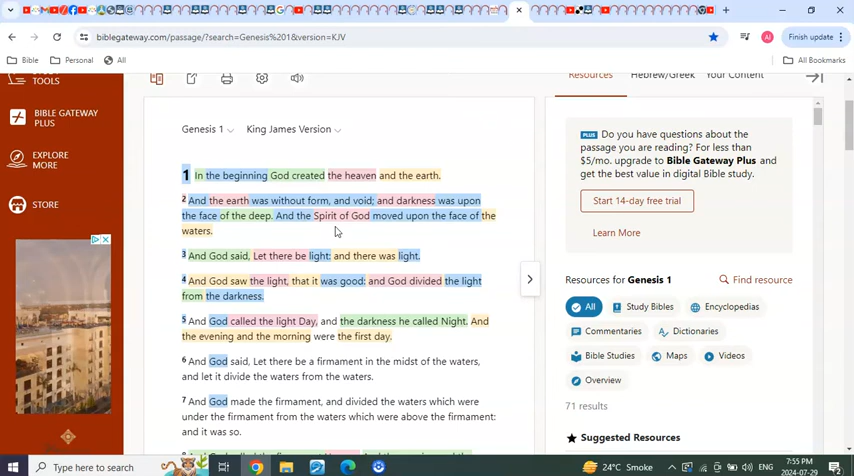 Finish update
biblegateway.com/passage/?search=Genesis%201&version=KJV
AI
Bible
Personal
All
All Bookmarks
TOOLS
BIBLE GATEWAY
PLUS
EXPLORE
MORE
STORE
Genesis 1
King James Version
1 In the beginning God created the heaven and the earth.
2 And the earth was without form, and void; and darkness was upon
the face of the deep. And the Spirit of God moved upon the face of the
waters.
3 And God said, Let there be light: and there was light.
4 And God saw the light, that it was good: and God divided the light
from the darkness.
5 And God called the light Day, and the darkness he called Night. And
the evening and the morning were the first day.
6 And God said, Let there be a firmament in the midst of the waters,
and let it divide the waters from the waters.
7 And God made the firmament, and divided the waters which were
under the firmament from the waters which were above the firmament:
and it was so.
Resources
Hebrew/Greek
Your Content
PLUS Do you have questions about the
passage you are reading? For less than
$5/mo. upgrade to Bible Gateway Plus and
get the best value in digital Bible study.
Start 14-day free trial
Learn More
Resources for Genesis 1
Find resource
All
Study Bibles
Encyclopedias
Commentaries
Dictionaries
Bible Studies
Maps
Videos
Overview
71 results
Suggested Resources
Type here to search
24°C Smoke
ENG
7:55 PM
2024-07-29